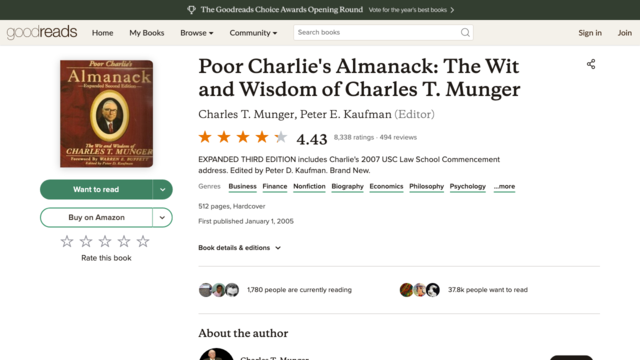 The Goodreads Choice Awards Opening Round Vote for the year's best books
goodreads Home My Books Browse Community Search books Sign in Join
Poor Charlie's
Almanack
Expanded Second Edition
The Wit and Wisdom of
CHARLES T. MUNGER
Foreword by WARREN E. BUFFETT
Poor Charlie's Almanack: The Wit
and Wisdom of Charles T. Munger
Charles T. Munger, Peter E. Kaufman (Editor)
4.43 8,338 ratings · 494 reviews
EXPANDED THIRD EDITION includes Charlie's 2007 USC Law School Commencement
address. Edited by Peter D. Kaufman. Brand New.
Genres Business Finance Nonfiction Biography Economics Philosophy Psychology ...more
512 pages, Hardcover
First published January 1, 2005
Book details & editions
Want to read
Buy on Amazon
Rate this book
1,780 people are currently reading 37.8k people want to read
About the author
Charles T. Munger